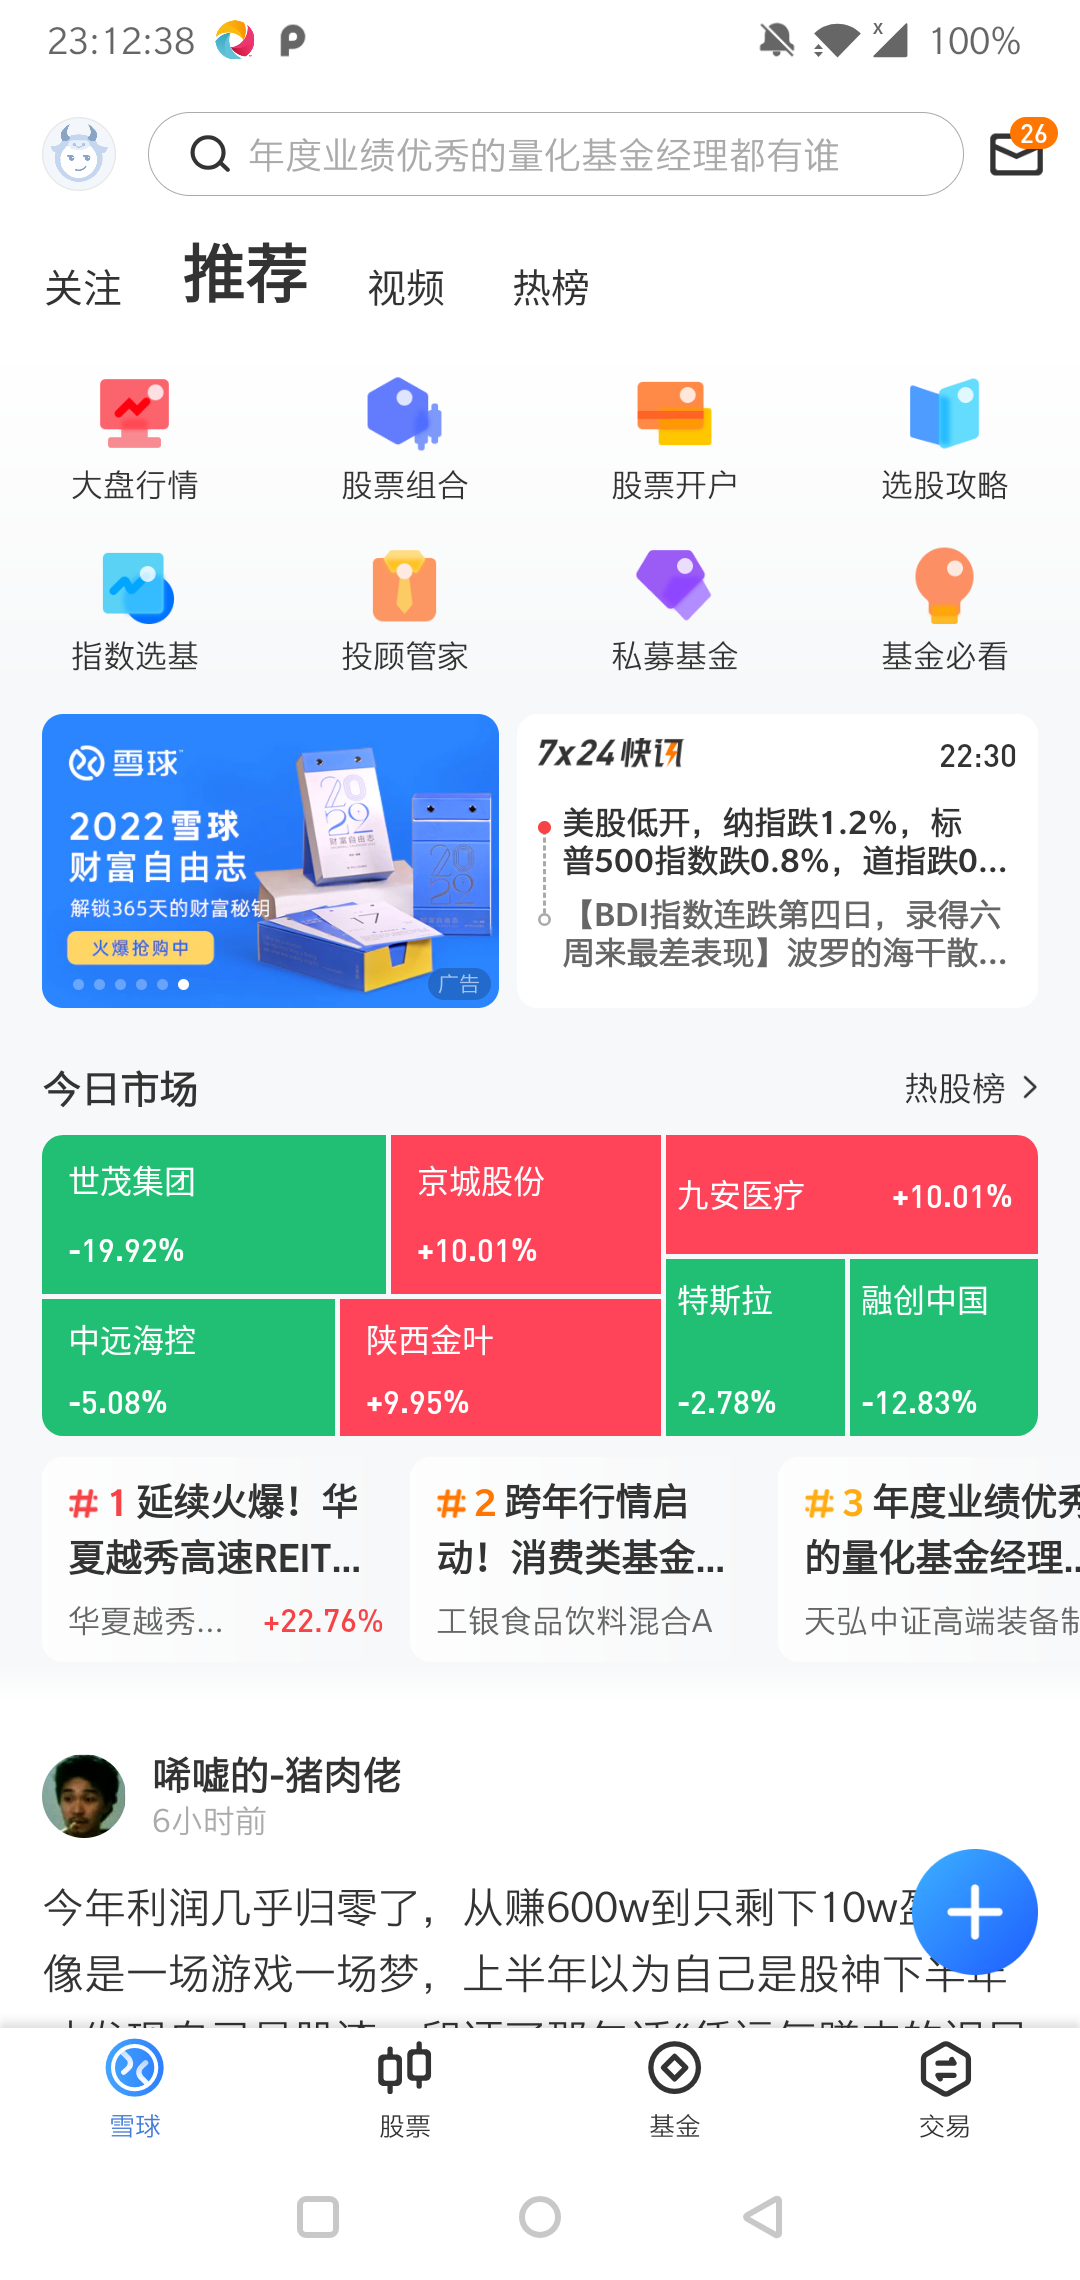 23:12:38
100%
年度业绩优秀的量化基金经理都有谁
26
关注 推荐 视频 热榜
大盘行情 股票组合 股票开户 选股攻略
指数选基 投顾管家 私募基金 基金必看
雪球
2022雪球
财富自由志
解锁365天的财富秘钥
火爆抢购中
广告
7x24快讯 22:30
美股低开，纳指跌1.2%，标
普500指数跌0.8%，道指跌0...
【BDI指数连跌第四日，录得六
周来最差表现】波罗的海干散...
今日市场 热股榜
世茂集团
-19.92%
京城股份
+10.01%
九安医疗 +10.01%
中远海控
-5.08%
陕西金叶
+9.95%
特斯拉
-2.78%
融创中国
-12.83%
# 1 延续火爆！华
夏越秀高速REIT...
华夏越秀... +22.76%
# 2 跨年行情启
动！消费类基金...
工银食品饮料混合A
# 3 年度业绩优秀
的量化基金经理...
天弘中证高端装备制
唏嘘的-猪肉佬
6小时前
今年利润几乎归零了，从赚600w到只剩下10w盈
像是一场游戏一场梦，上半年以为自己是股神下半年
雪球 股票 基金 交易